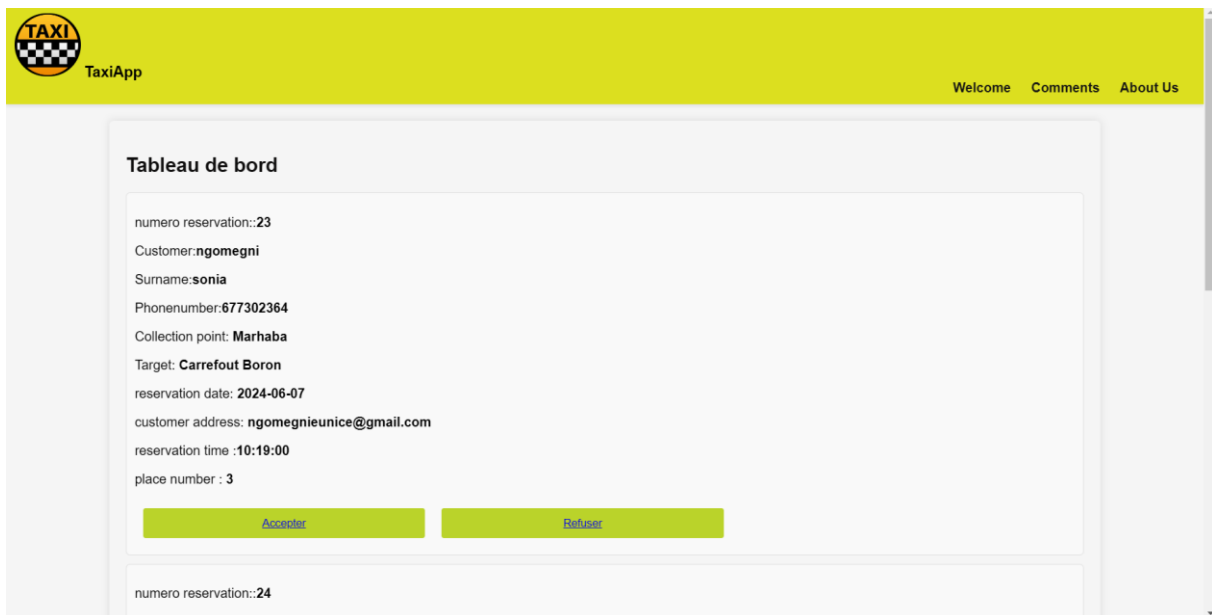 TAXI
TaxiApp
Welcome Comments About Us
Tableau de bord
numero reservation::23
Customer:ngomegni
Surname:sonia
Phonenumber:677302364
Collection point: Marhaba
Target: Carrefout Boron
reservation date: 2024-06-07
customer address: ngomegnieunice@gmail.com
reservation time :10:19:00
place number : 3
Accepter Refuser
numero reservation::24